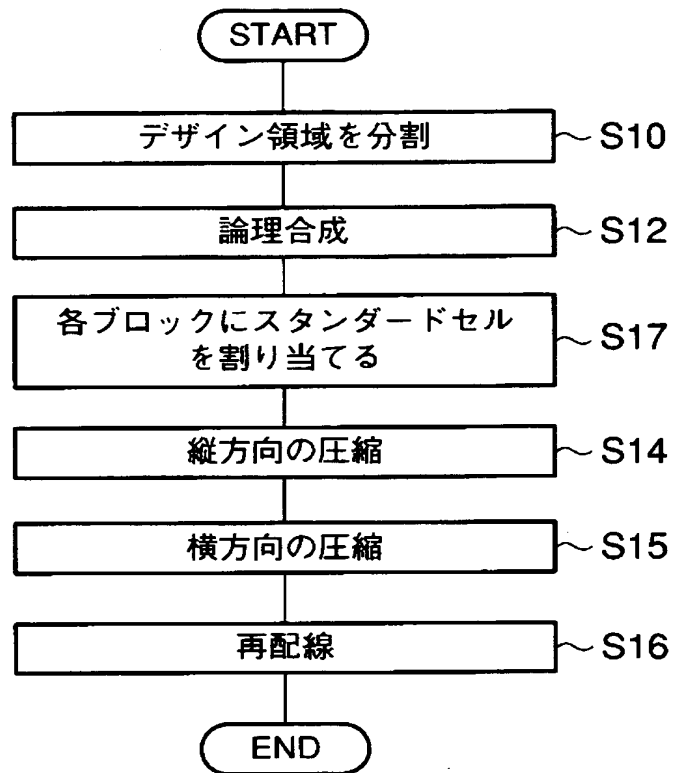 START
デザイン領域を分割
S10
論理合成
S12
各ブロックにスタンダードセル
を割り当てる
S17
縦方向の圧縮
S14
横方向の圧縮
S15
再配線
S16
END